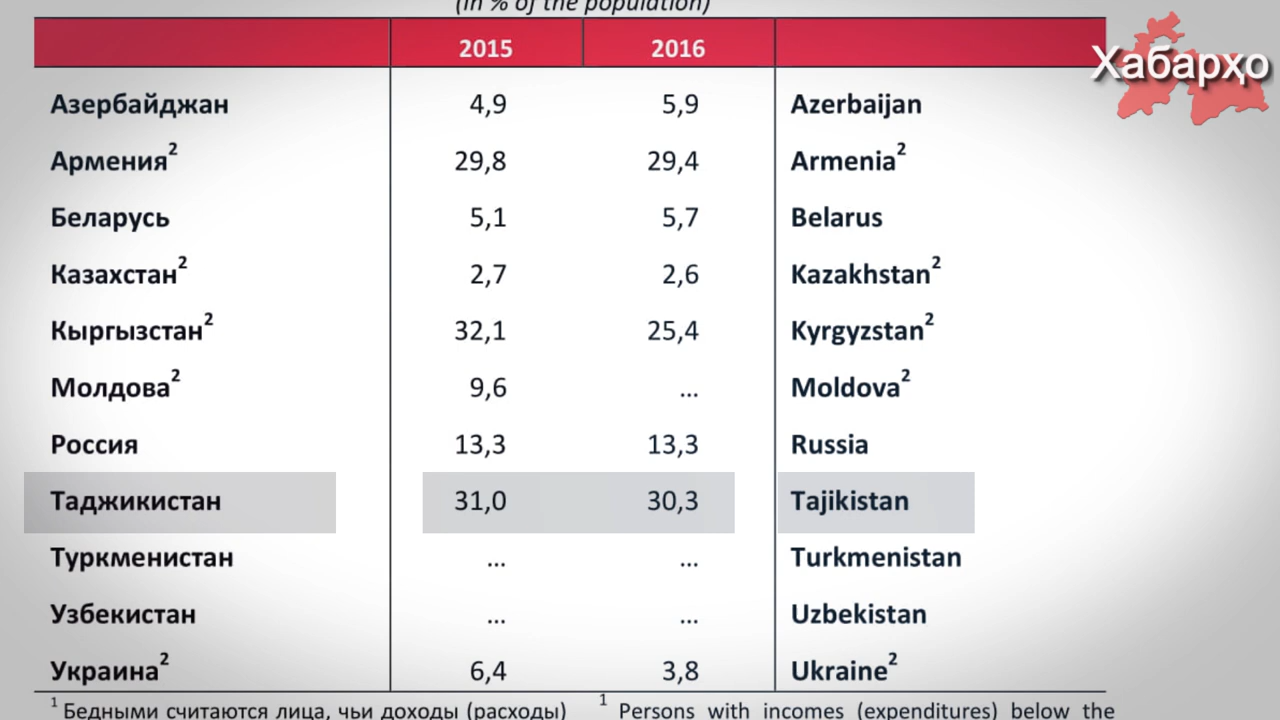 (in % of the population)
2015 2016
Хабарҳо
Азербайджан 4,9 5,9 Azerbaijan
Армения² 29,8 29,4 Armenia²
Беларусь 5,1 5,7 Belarus
Казахстан² 2,7 2,6 Kazakhstan²
Кыргызстан² 32,1 25,4 Kyrgyzstan²
Молдова² 9,6 ... Moldova²
Россия 13,3 13,3 Russia
Таджикистан 31,0 30,3 Tajikistan
Туркменистан ... ... Turkmenistan
Узбекистан ... ... Uzbekistan
Украина² 6,4 3,8 Ukraine²
¹ Бедными считаются лица, чьи доходы (расходы) ¹ Persons with incomes (expenditures) below the